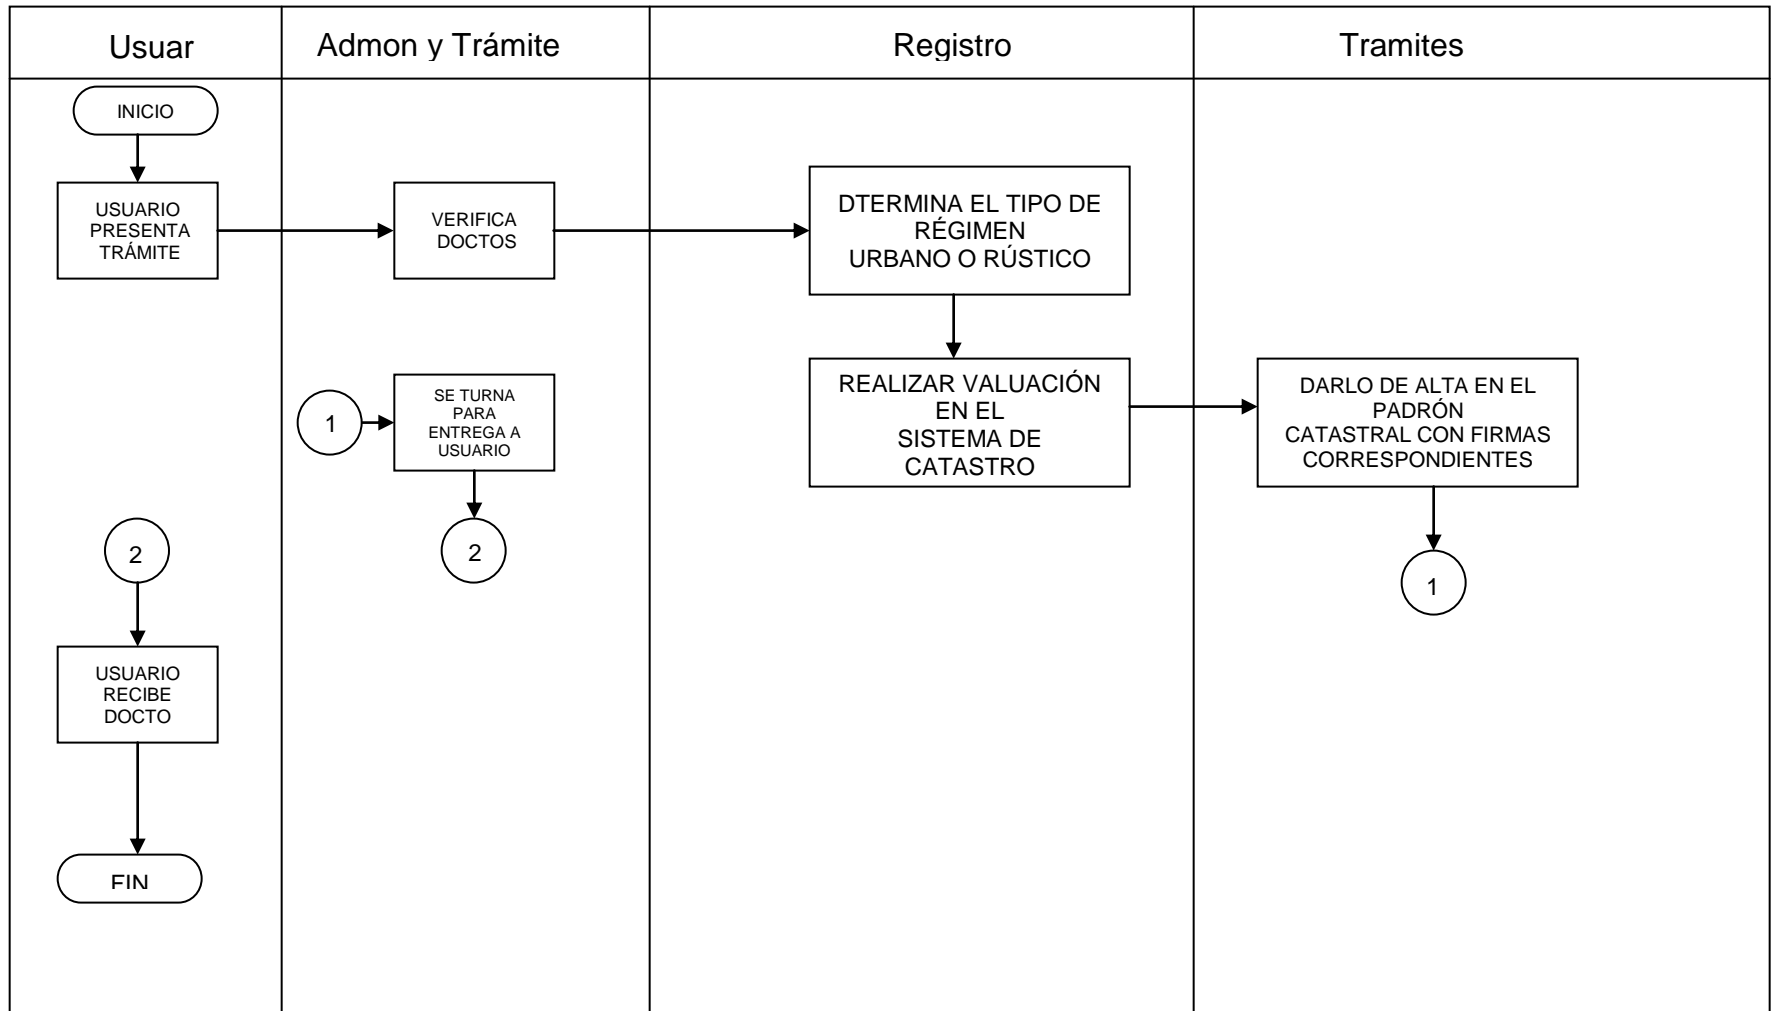 Usuar
Admon y Trámite
Registro
Tramites
INICIO
USUARIO
PRESENTA
TRÁMITE
VERIFICA
DOCTOS
DTERMINA EL TIPO DE
RÉGIMEN
URBANO O RÚSTICO
1
SE TURNA
PARA
ENTREGA A
USUARIO
REALIZAR VALUACIÓN
EN EL
SISTEMA DE
CATASTRO
DARLO DE ALTA EN EL
PADRÓN
CATASTRAL CON FIRMAS
CORRESPONDIENTES
2
2
1
USUARIO
RECIBE
DOCTO
FIN